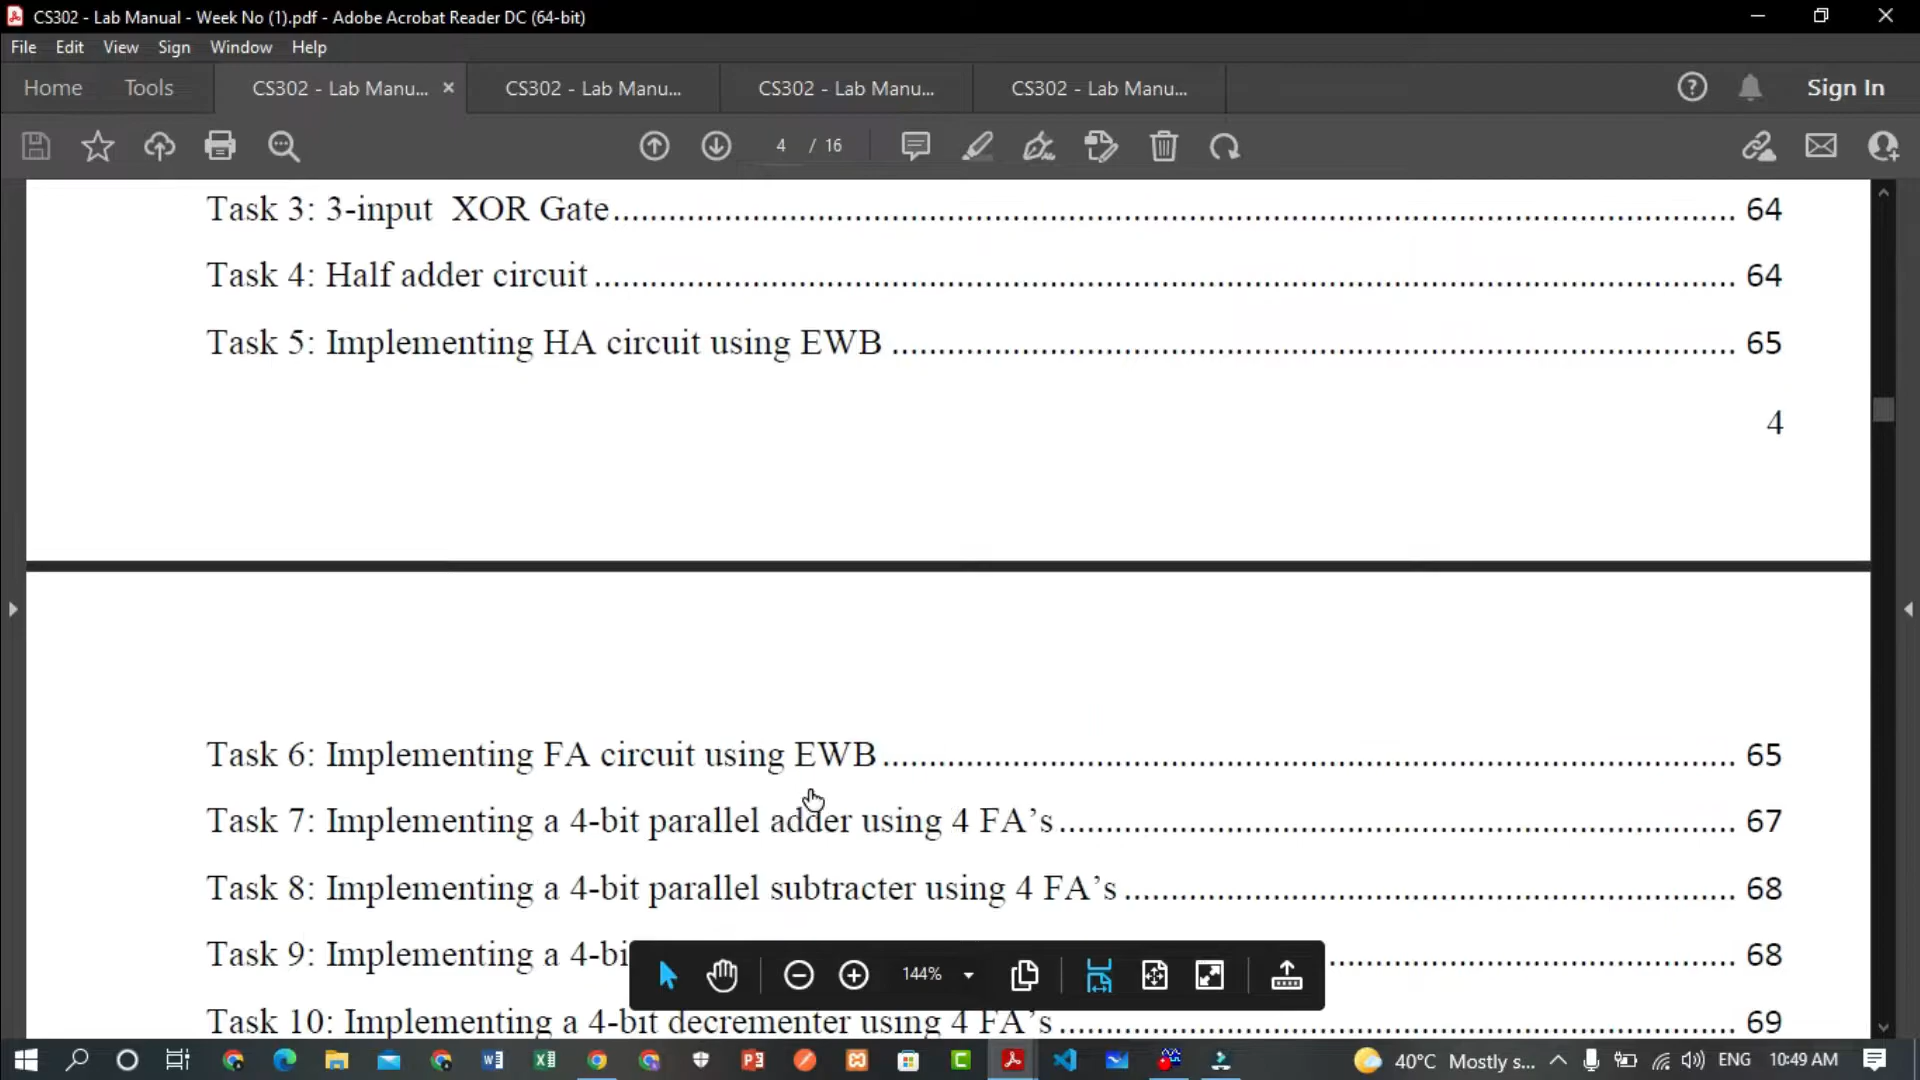 CS302 - Lab Manual - Week No (1).pdf - Adobe Acrobat Reader DC (64-bit)
File Edit View Sign Window Help
Home Tools CS302 - Lab Manu... CS302 - Lab Manu... CS302 - Lab Manu... CS302 - Lab Manu... Sign In
4 / 16
Task 3: 3-input XOR Gate 64
Task 4: Half adder circuit 64
Task 5: Implementing HA circuit using EWB 65
4
Task 6: Implementing FA circuit using EWB 65
Task 7: Implementing a 4-bit parallel adder using 4 FA’s 67
Task 8: Implementing a 4-bit parallel subtracter using 4 FA’s 68
Task 9: Implementing a 4-bi 68
144%
Task 10: Implementing a 4-bit decrementer using 4 FA’s 69
40°C Mostly s... ENG 10:49 AM